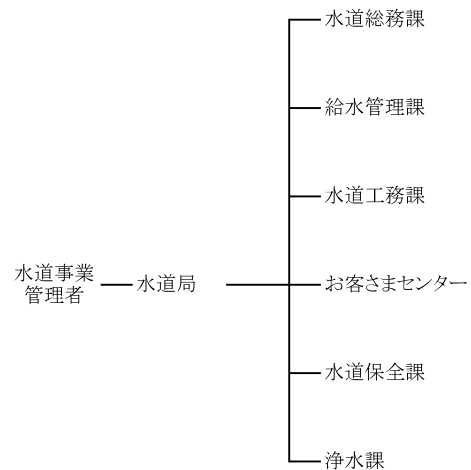 水道総務課
給水管理課
水道工務課
水道事業
管理者
水道局
お客さまセンター
水道保全課
浄水課